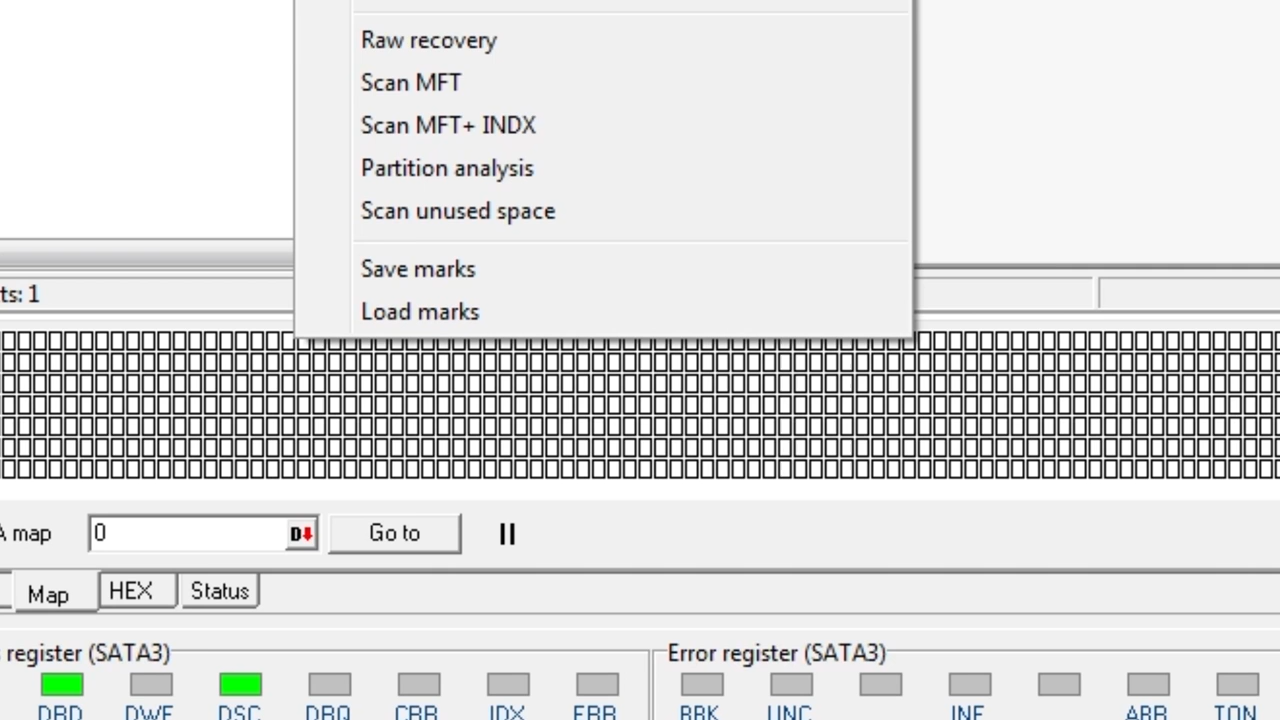 Raw recovery
Scan MFT
Scan MFT+ INDX
Partition analysis
Scan unused space
Save marks
Load marks
ts: 1
A map 0 D Go to
Map HEX Status
register (SATA3) Error register (SATA3)
DRD DWF DSC DRQ CRR IDX ERR BBK UNC INF ABR TON